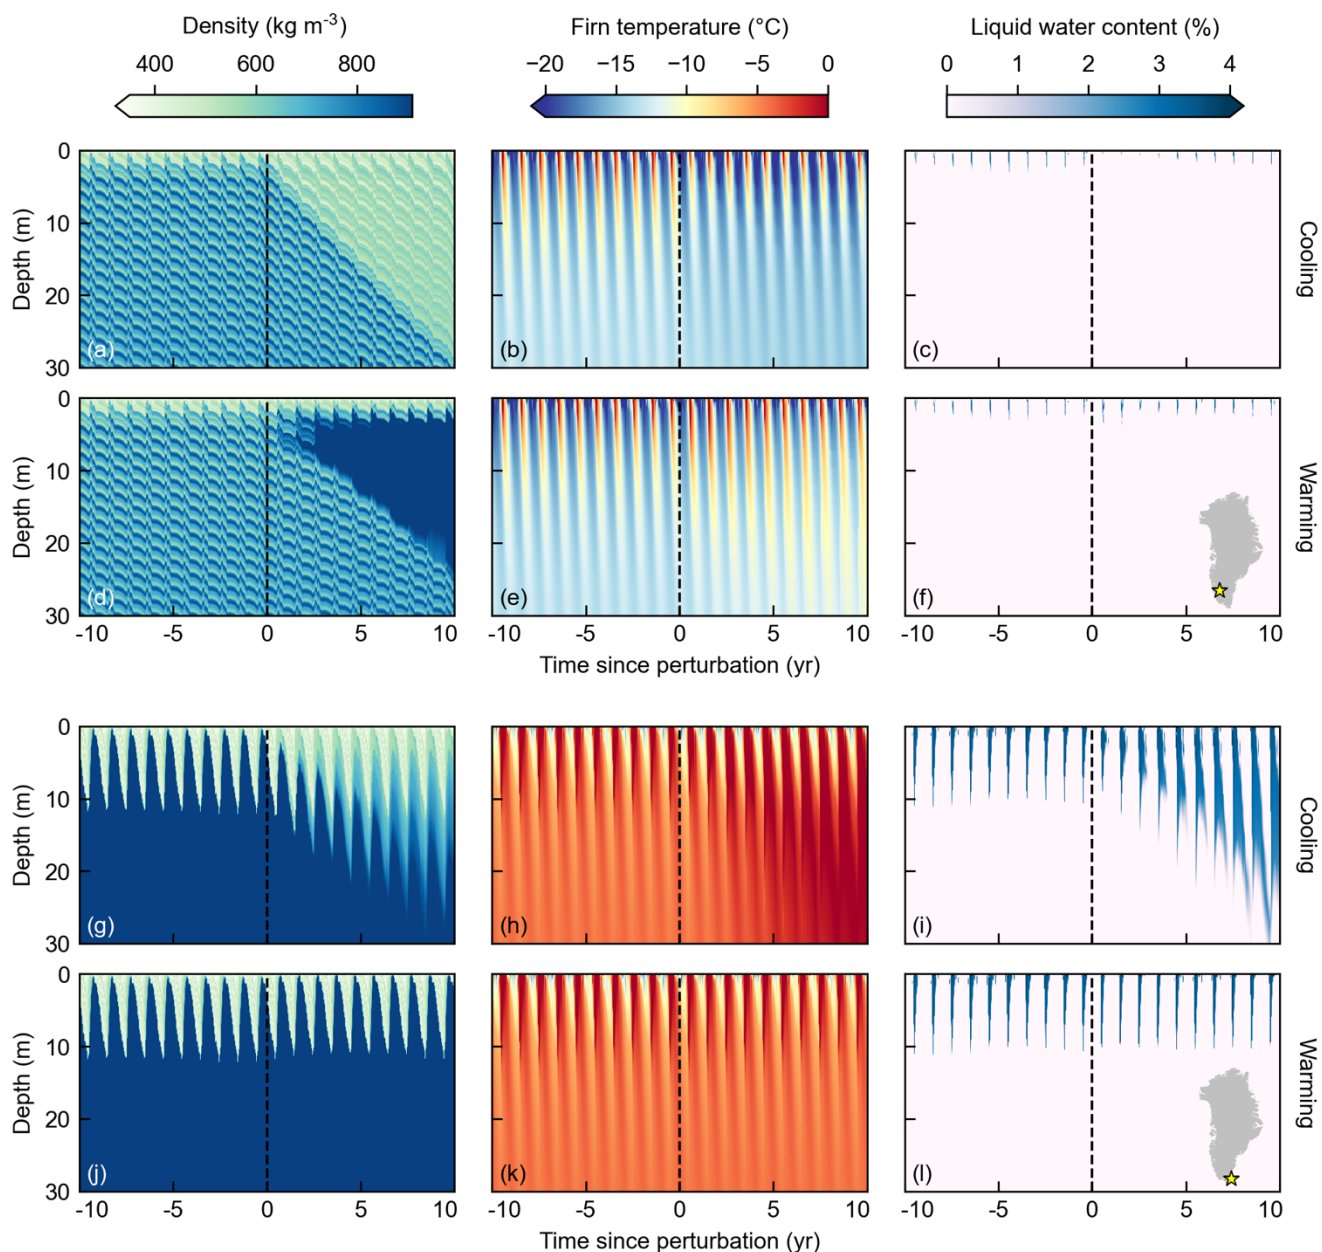 Density (kg m⁻³) Firn temperature (°C) Liquid water content (%)
400 600 800 −20 −15 −10 −5 0 0 1 2 3 4
0
10
20
30
Depth (m)
(a) (b) (c)
Cooling
0
10
20
30
Depth (m)
(d) (e) (f)
Warming
-10 -5 0 5 10 -10 -5 0 5 10 -10 -5 0 5 10
Time since perturbation (yr)
0
10
20
30
Depth (m)
(g) (h) (i)
Cooling
0
10
20
30
Depth (m)
(j) (k) (l)
Warming
-10 -5 0 5 10 -10 -5 0 5 10 -10 -5 0 5 10
Time since perturbation (yr)